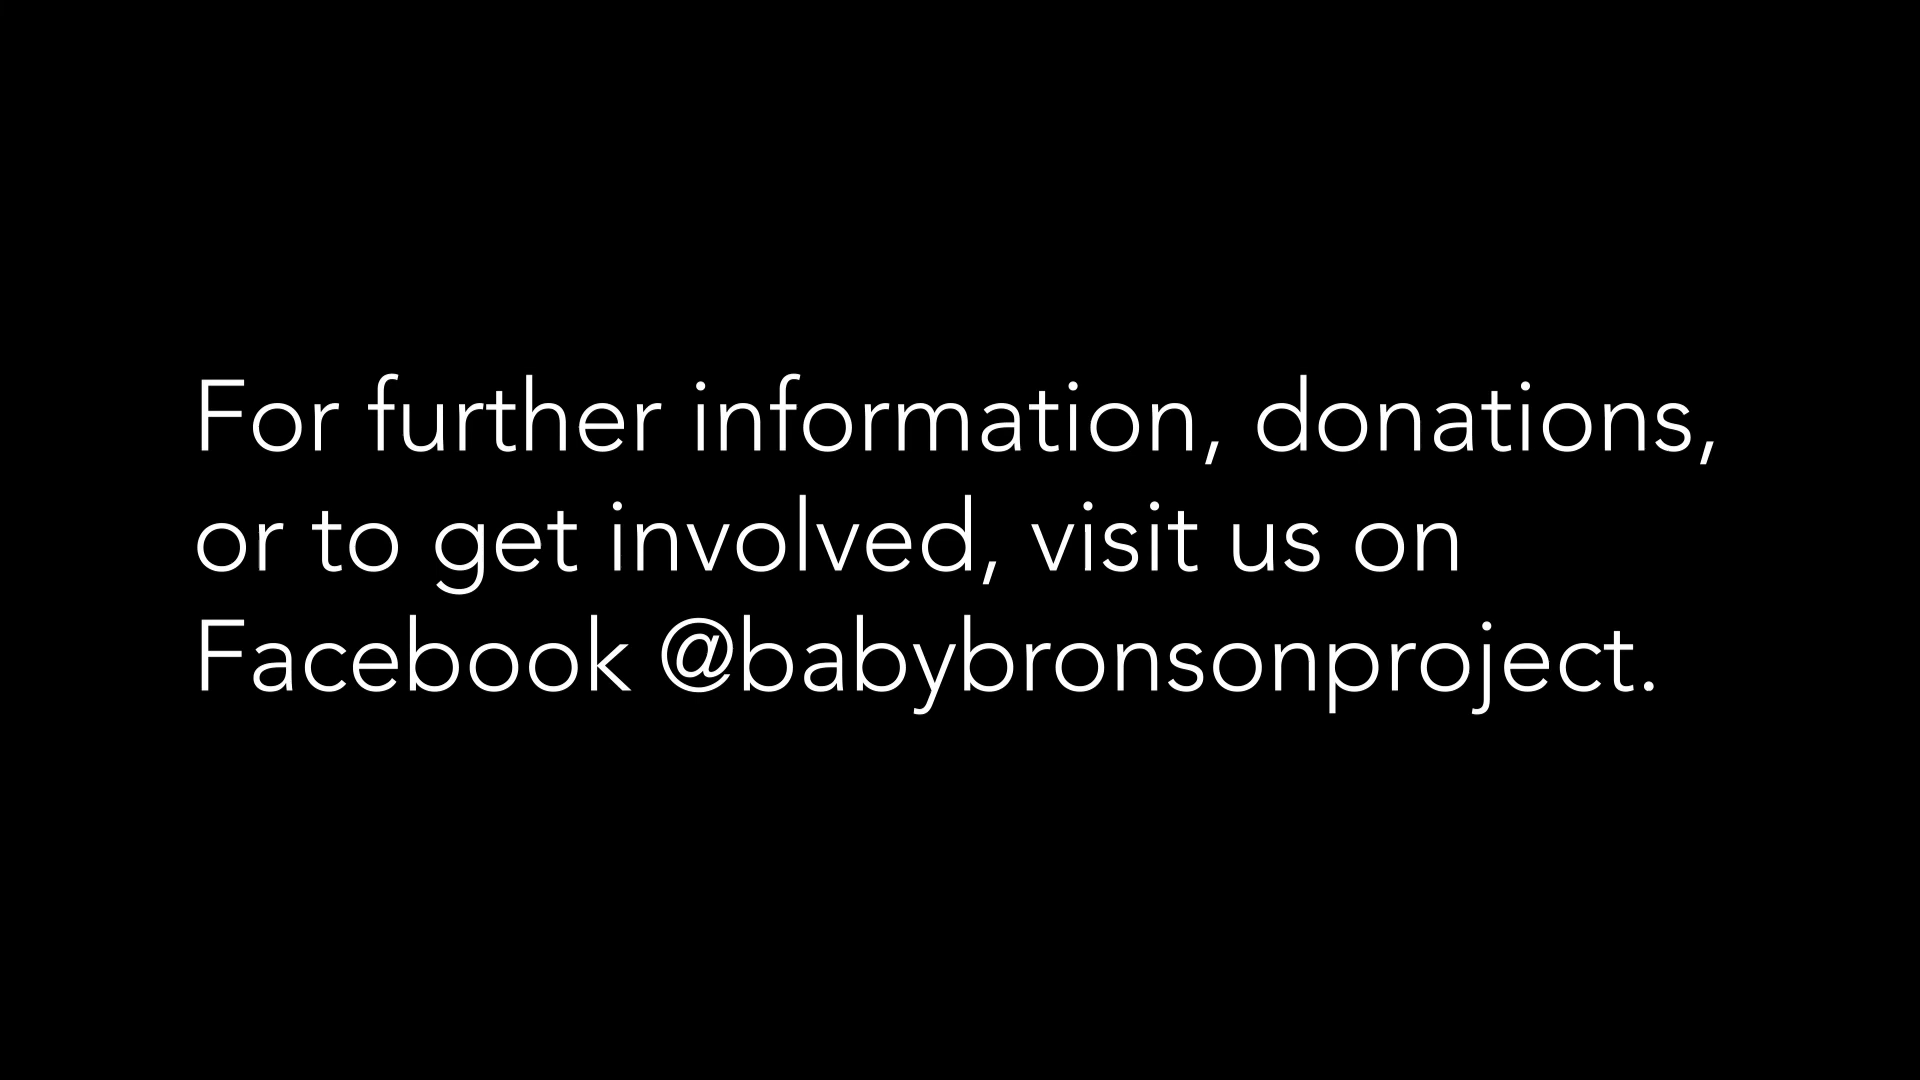 For further information, donations,
or to get involved, visit us on
Facebook @babybronsonproject.